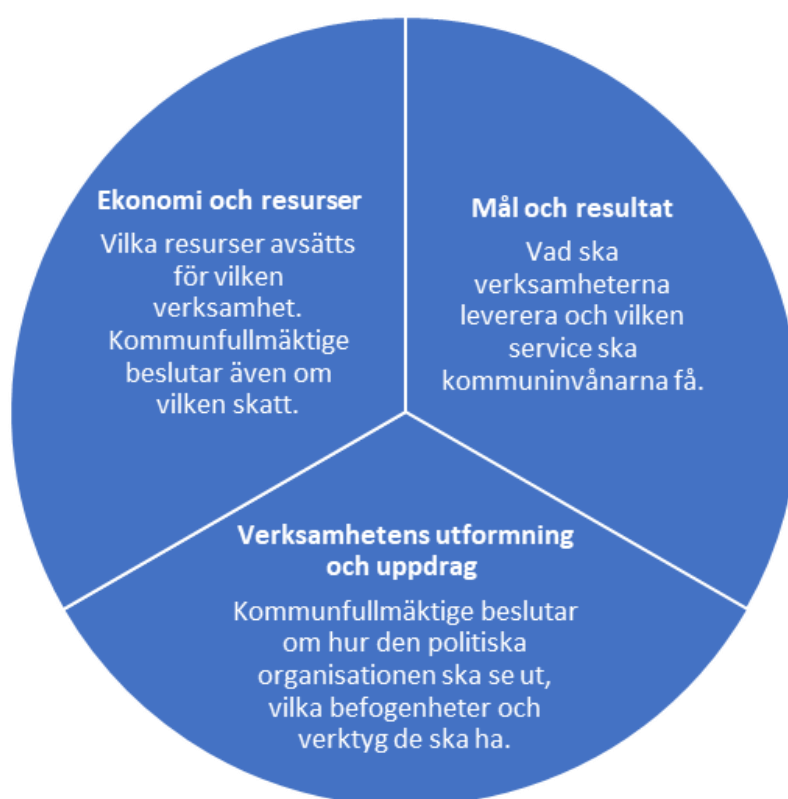 Ekonomi och resurser
Vilka resurser avsätts
för vilken
verksamhet.
Kommunfullmäktige
beslutar även om
vilken skatt.
Mål och resultat
Vad ska
verksamheterna
leverera och vilken
service ska
kommuninvånarna få.
Verksamhetens utformning
och uppdrag
Kommunfullmäktige beslutar
om hur den politiska
organisationen ska se ut,
vilka befogenheter och
verktyg de ska ha.